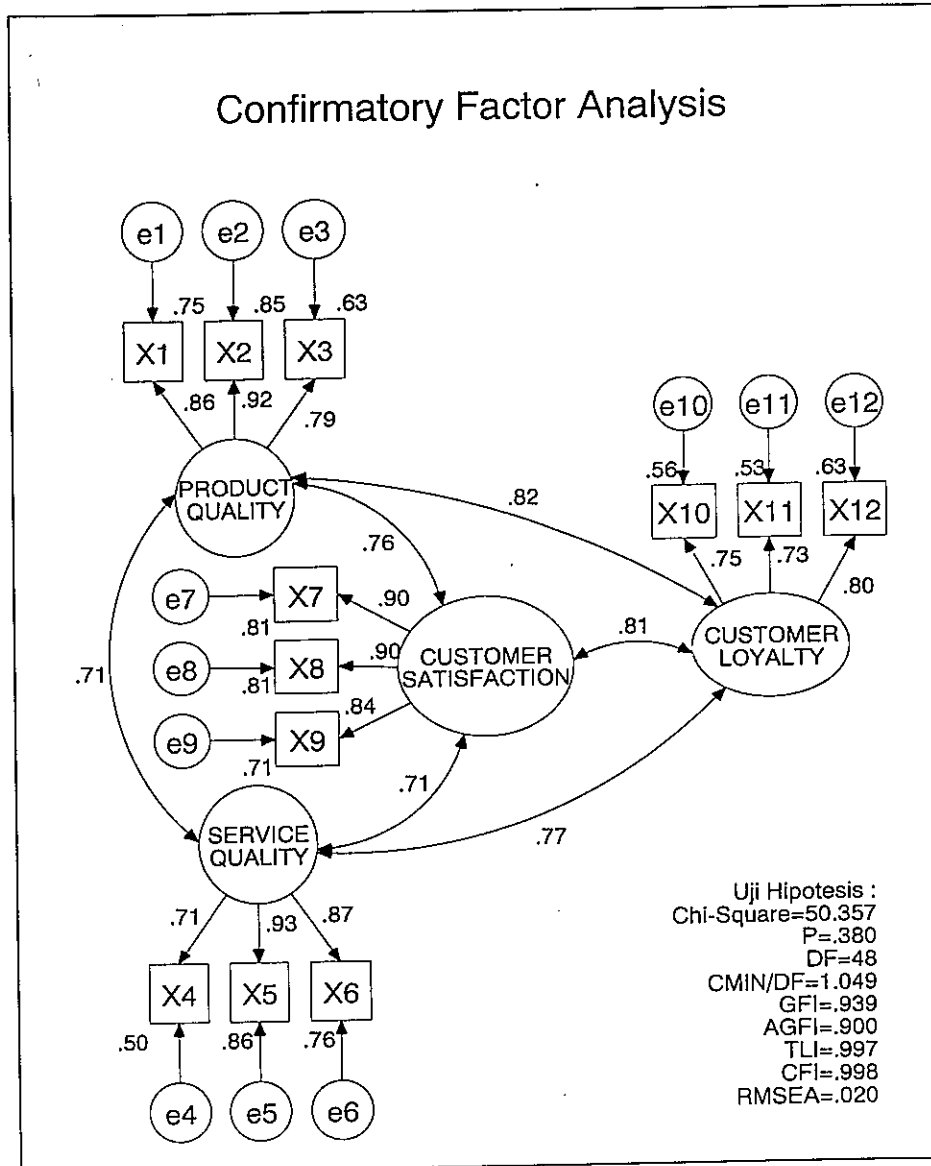 Confirmatory Factor Analysis
e1
e2
e3
.75
.85
.63
X1
X2
X3
.86
.92
.79
PRODUCT
QUALITY
e10
e11
e12
.56
.53
.63
X10
X11
X12
.75
.73
.80
CUSTOMER
LOYALTY
.82
.76
e7
X7
.81
.90
e8
X8
.81
.90
e9
X9
.71
.84
CUSTOMER
SATISFACTION
.81
.71
.71
.77
SERVICE
QUALITY
.71
.93
.87
X4
X5
X6
.50
.86
.76
e4
e5
e6
Uji Hipotesis :
Chi-Square=50.357
P=.380
DF=48
CMIN/DF=1.049
GFI=.939
AGFI=.900
TLI=.997
CFI=.998
RMSEA=.020